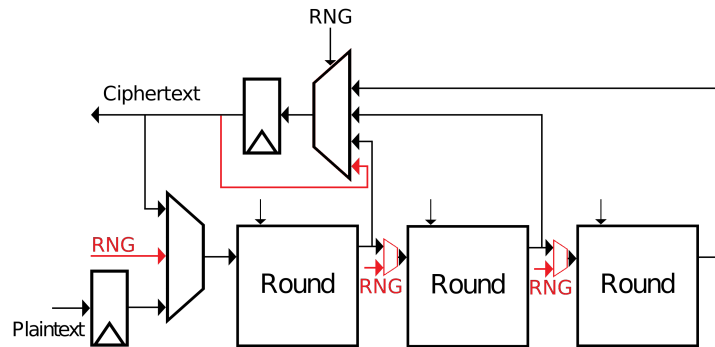 RNG
Ciphertext
RNG
Round
Round
Round
RNG
RNG
Plaintext